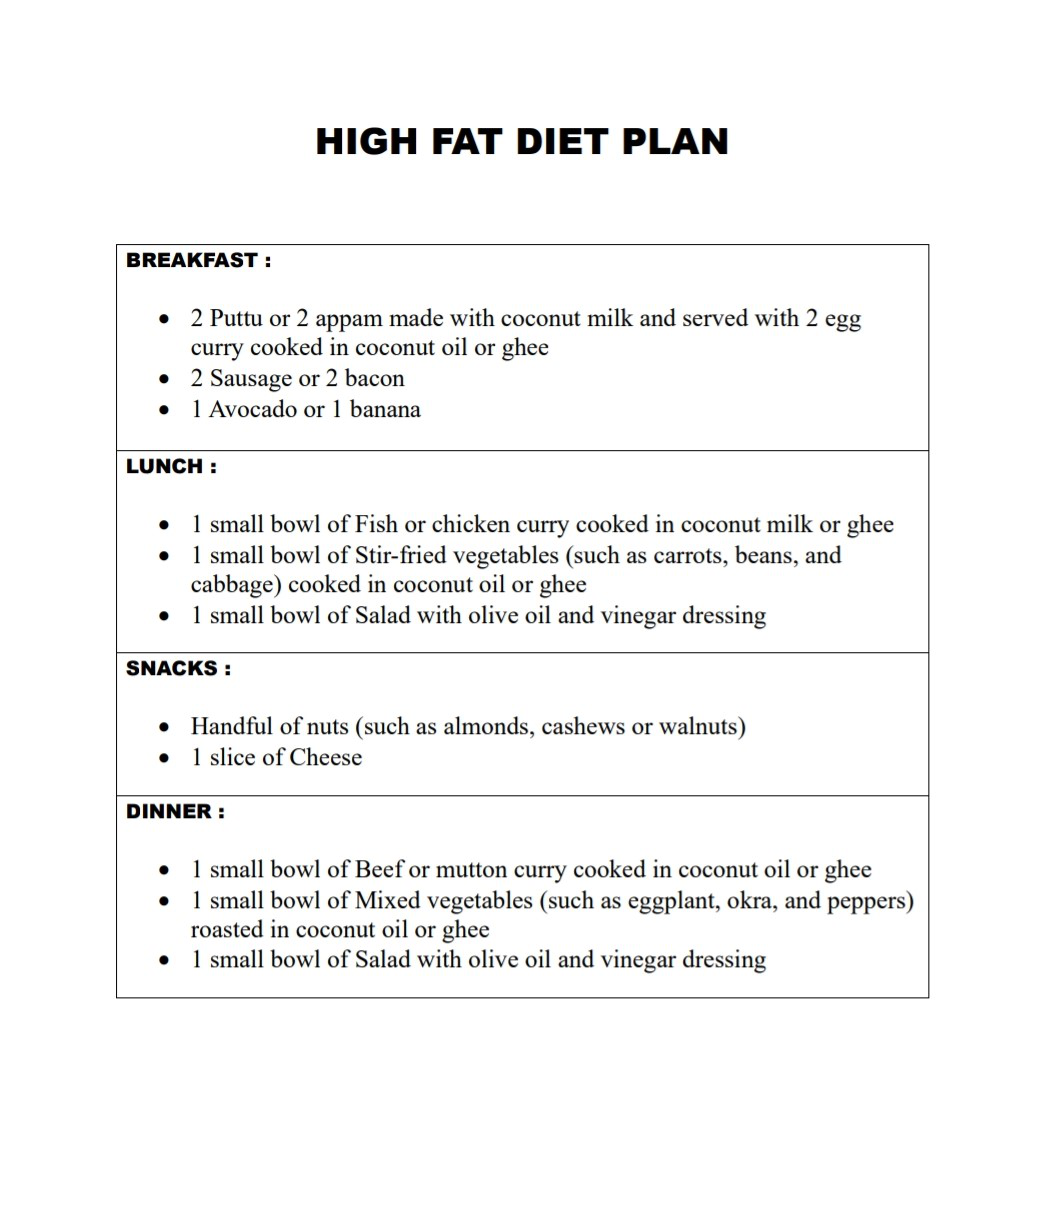 HIGH FAT DIET PLAN
BREAKFAST :
• 2 Puttu or 2 appam made with coconut milk and served with 2 egg
curry cooked in coconut oil or ghee
• 2 Sausage or 2 bacon
• 1 Avocado or 1 banana
LUNCH :
• 1 small bowl of Fish or chicken curry cooked in coconut milk or ghee
• 1 small bowl of Stir-fried vegetables (such as carrots, beans, and
cabbage) cooked in coconut oil or ghee
• 1 small bowl of Salad with olive oil and vinegar dressing
SNACKS :
• Handful of nuts (such as almonds, cashews or walnuts)
• 1 slice of Cheese
DINNER :
• 1 small bowl of Beef or mutton curry cooked in coconut oil or ghee
• 1 small bowl of Mixed vegetables (such as eggplant, okra, and peppers)
roasted in coconut oil or ghee
• 1 small bowl of Salad with olive oil and vinegar dressing